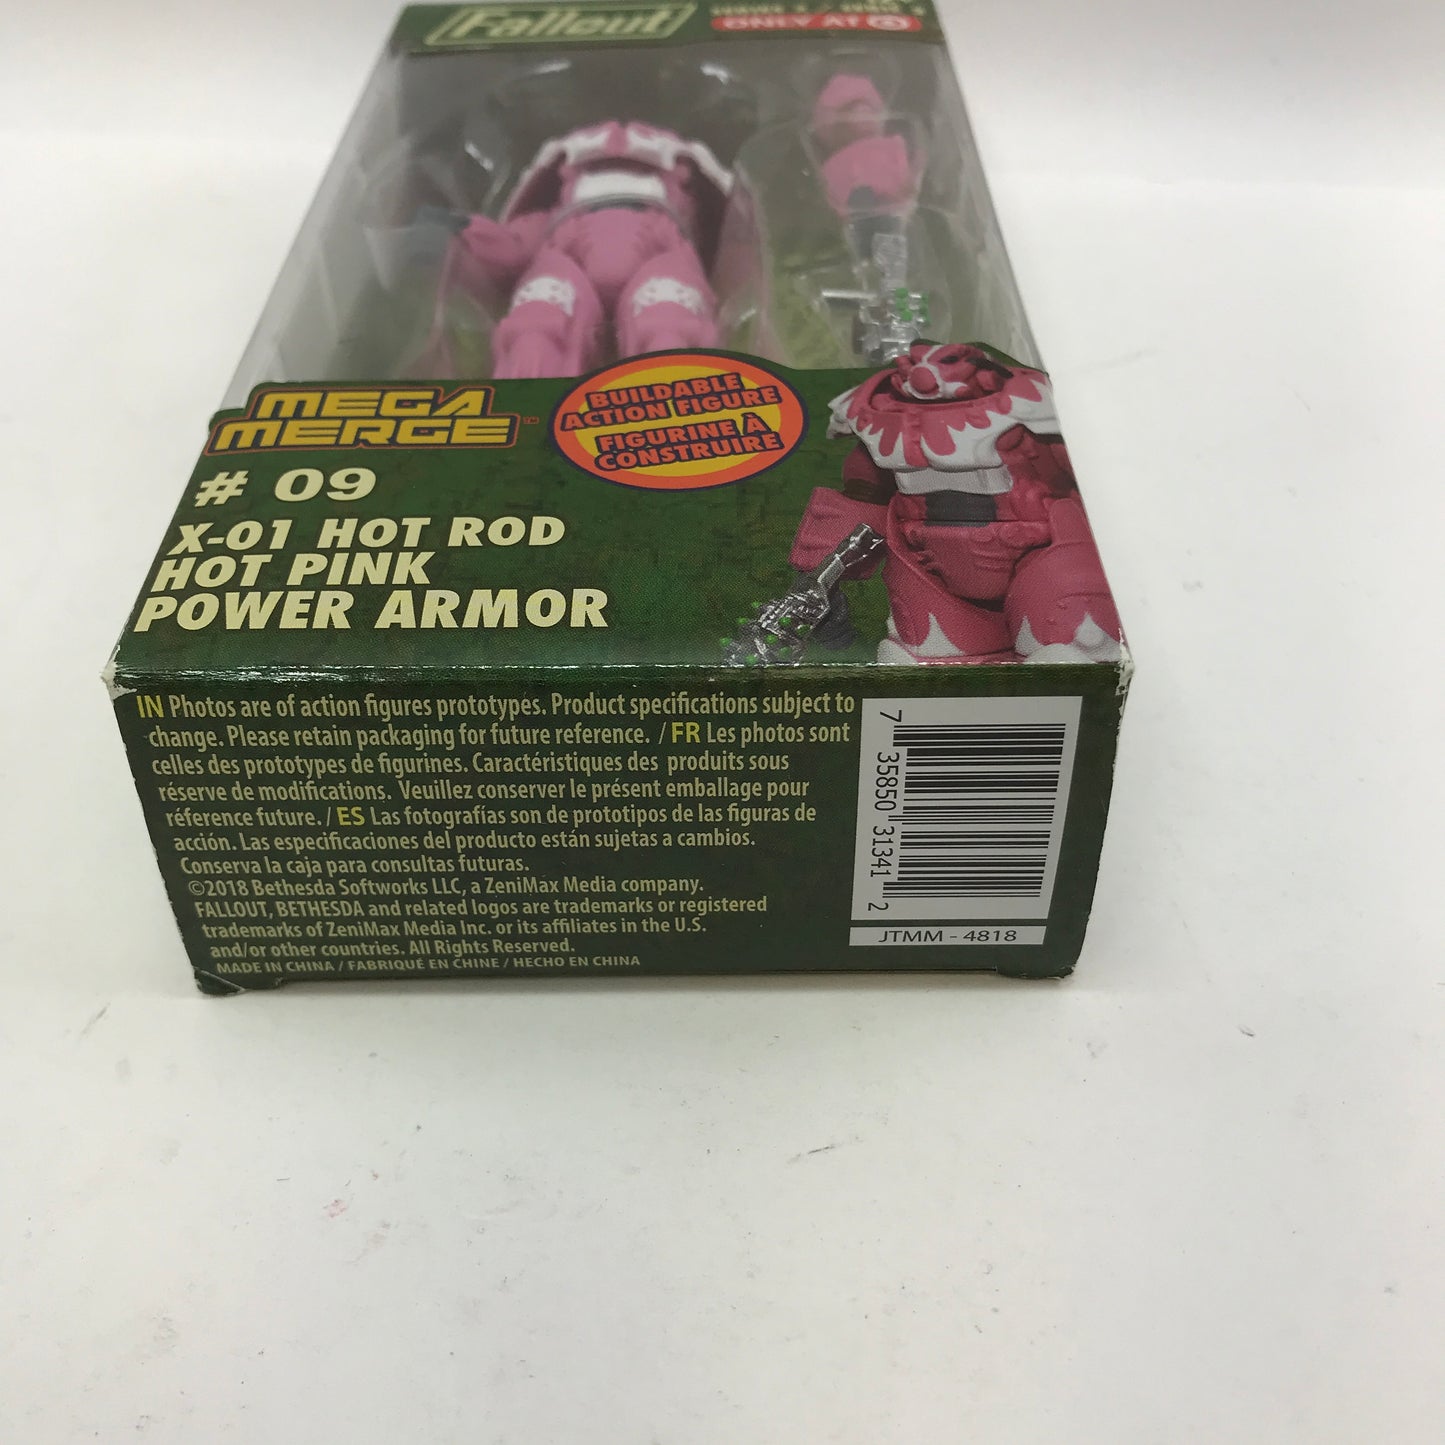 Fallout
ONLY AT
MEGA
MERGE™
BUILDABLE
ACTION FIGURE
FIGURINE À
CONSTRUIRE
# 09
X-01 HOT ROD
HOT PINK
POWER ARMOR
IN Photos are of action figures prototypes. Product specifications subject to
change. Please retain packaging for future reference. / FR Les photos sont
celles des prototypes de figurines. Caractéristiques des produits sous
réserve de modifications. Veuillez conserver le présent emballage pour
réference future. / ES Las fotografías son de prototipos de las figuras de
acción. Las especificaciones del producto están sujetas a cambios.
Conserva la caja para consultas futuras.
©2018 Bethesda Softworks LLC, a ZeniMax Media company.
FALLOUT, BETHESDA and related logos are trademarks or registered
trademarks of ZeniMax Media Inc. or its affiliates in the U.S.
and/or other countries. All Rights Reserved.
MADE IN CHINA / FABRIQUÉ EN CHINE / HECHO EN CHINA
7 35850 31341 2
JTMM - 4818